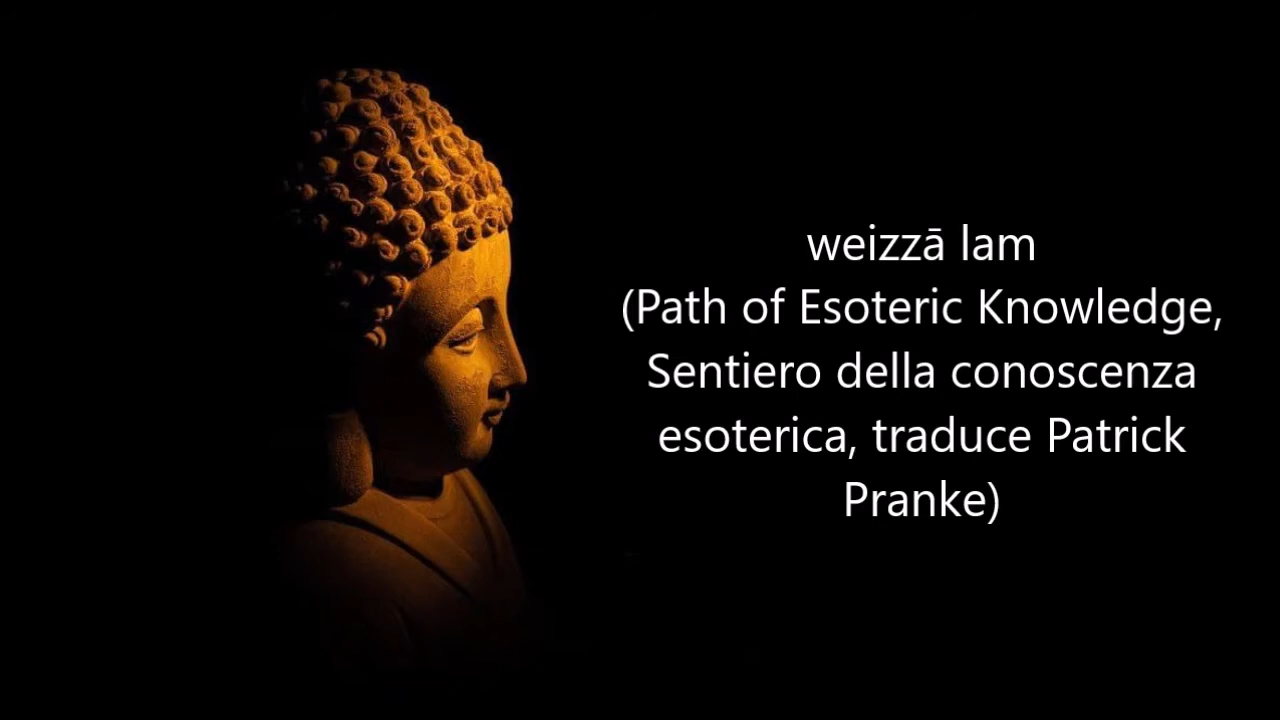 weizzā lam
(Path of Esoteric Knowledge,
Sentiero della conoscenza
esoterica, traduce Patrick
Pranke)